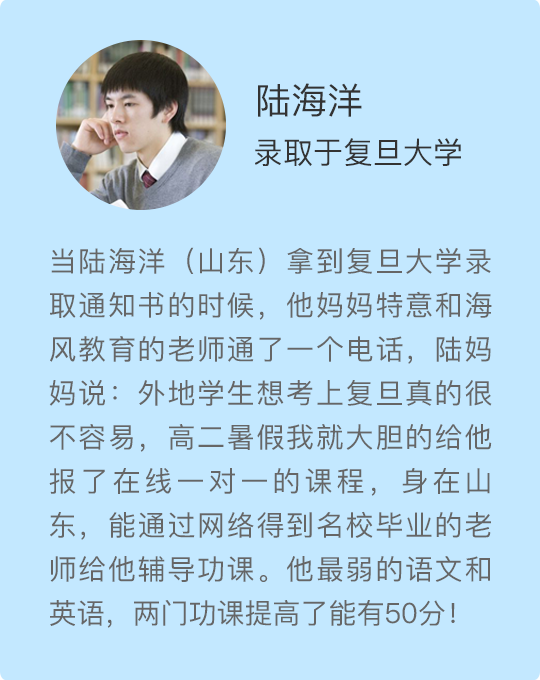 陆海洋
录取于复旦大学
当陆海洋（山东）拿到复旦大学录
取通知书的时候，他妈妈特意和海
风教育的老师通了一个电话，陆妈
妈说：外地学生想考上复旦真的很
不容易，高二暑假我就大胆的给他
报了在线一对一的课程，身在山
东，能通过网络得到名校毕业的老
师给他辅导功课。他最弱的语文和
英语，两门功课提高了能有50分！